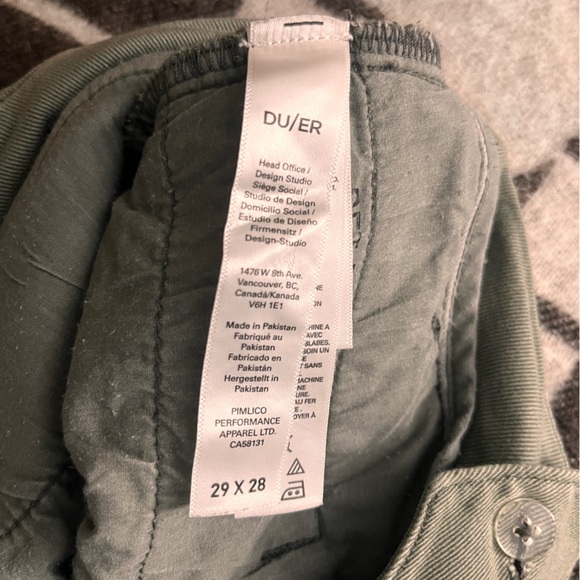 DU/ER
Head Office /
Design Studio
Siège Social /
Studio de Design
Domicilio Social /
Estudio de Diseño
Firmensitz /
Design-Studio
1476 W 8th Ave.
Vancouver, BC,
Canadá/Kanada
V6H 1E1
Made in Pakistan
Fabriqué au
Pakistan
Fabricado en
Pakistán
Hergestellt in
Pakistan
PIMLICO
PERFORMANCE
APPAREL LTD.
CA58131
29 X 28
AVEC